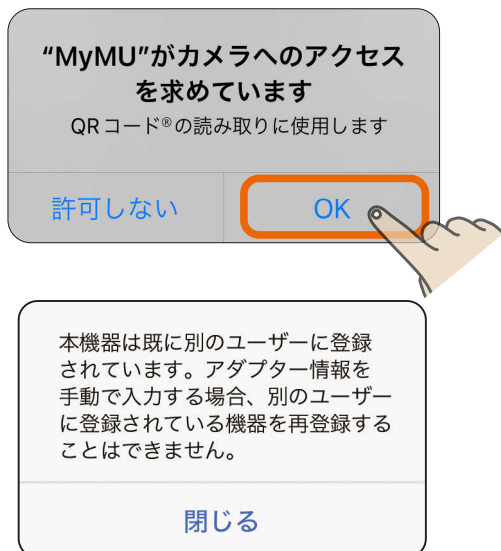 “MyMU”がカメラへのアクセス
を求めています
QRコード®の読み取りに使用します
許可しない
OK
本機器は既に別のユーザーに登録
されています。アダプター情報を
手動で入力する場合、別のユーザー
に登録されている機器を再登録する
ことはできません。
閉じる